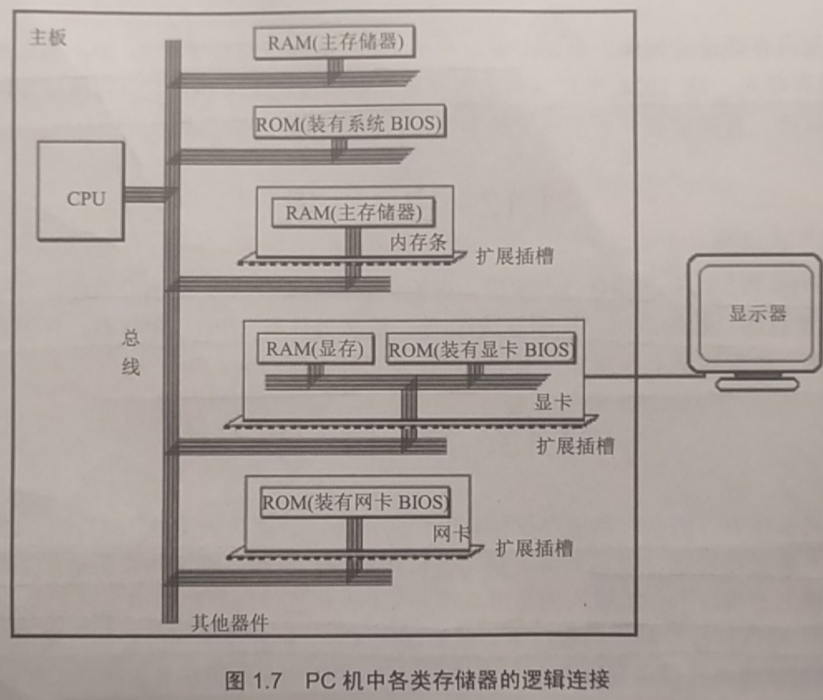 主板
RAM(主存储器)
ROM(装有系统 BIOS)
CPU
RAM(主存储器)
内存条
扩展插槽
总
线
RAM(显存)
ROM(装有显卡 BIOS)
显卡
扩展插槽
显示器
ROM(装有网卡 BIOS)
网卡
扩展插槽
其他器件
图 1.7 PC 机中各类存储器的逻辑连接